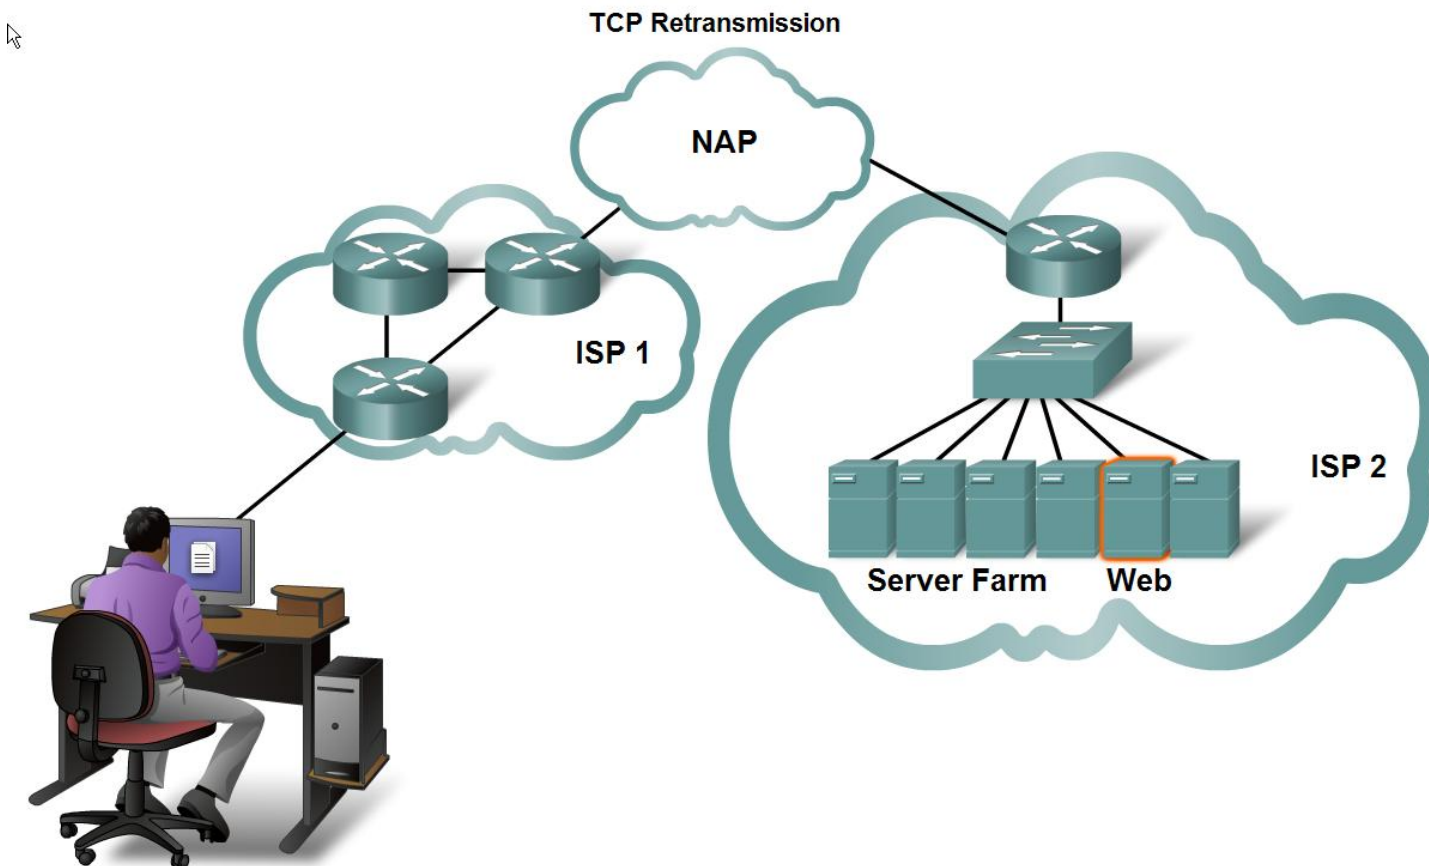 TCP Retransmission
NAP
ISP 1
ISP 2
Server Farm
Web